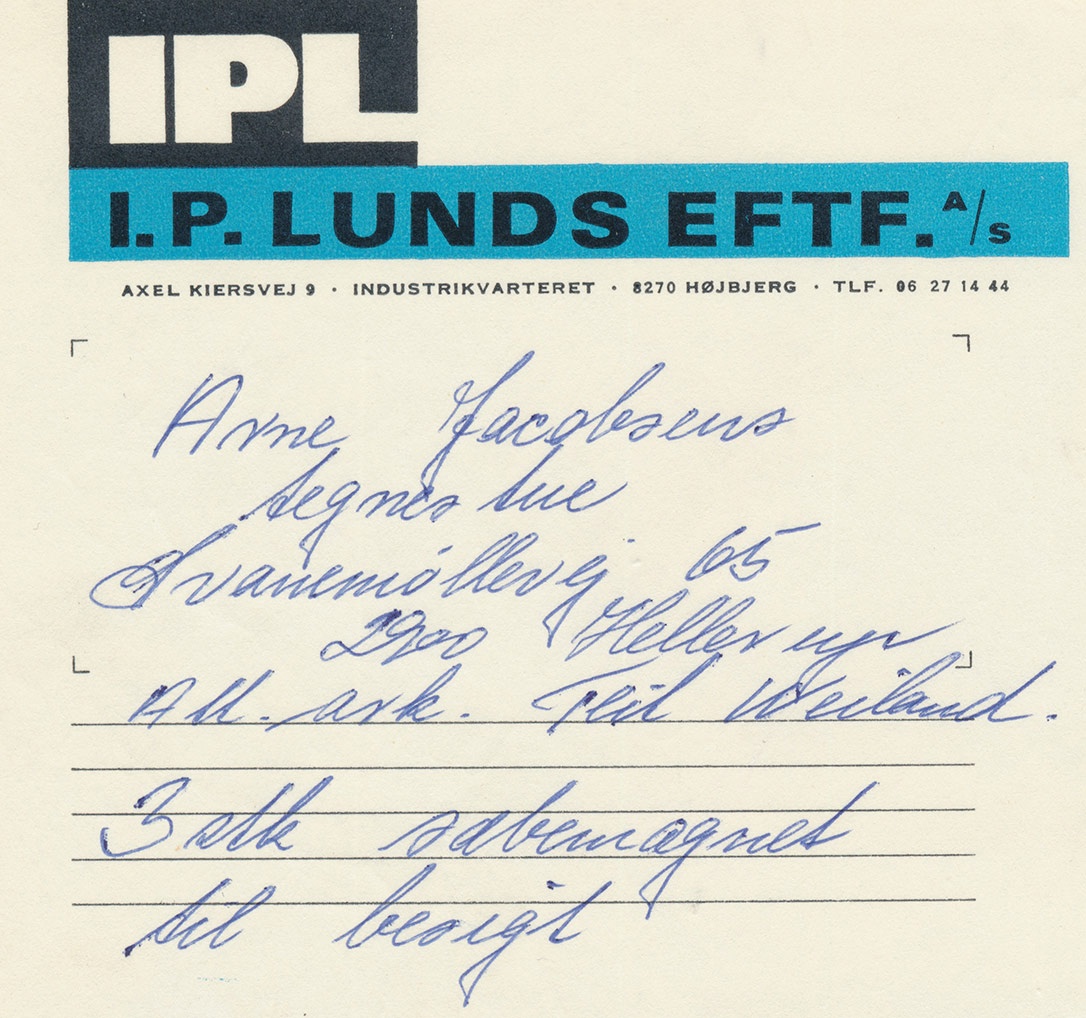 IPL
I.P. LUNDS EFTF. A/S
AXEL KIERSVEJ 9 · INDUSTRIKVARTERET · 8270 HØJBJERG · TLF. 06 27 14 44
Arne Jacobsens
tegnestue
Svanemøllevej 65
2900 Hellerup
Att. ark. Teit Weiland.
3 stk sæbemagnet
til besigt